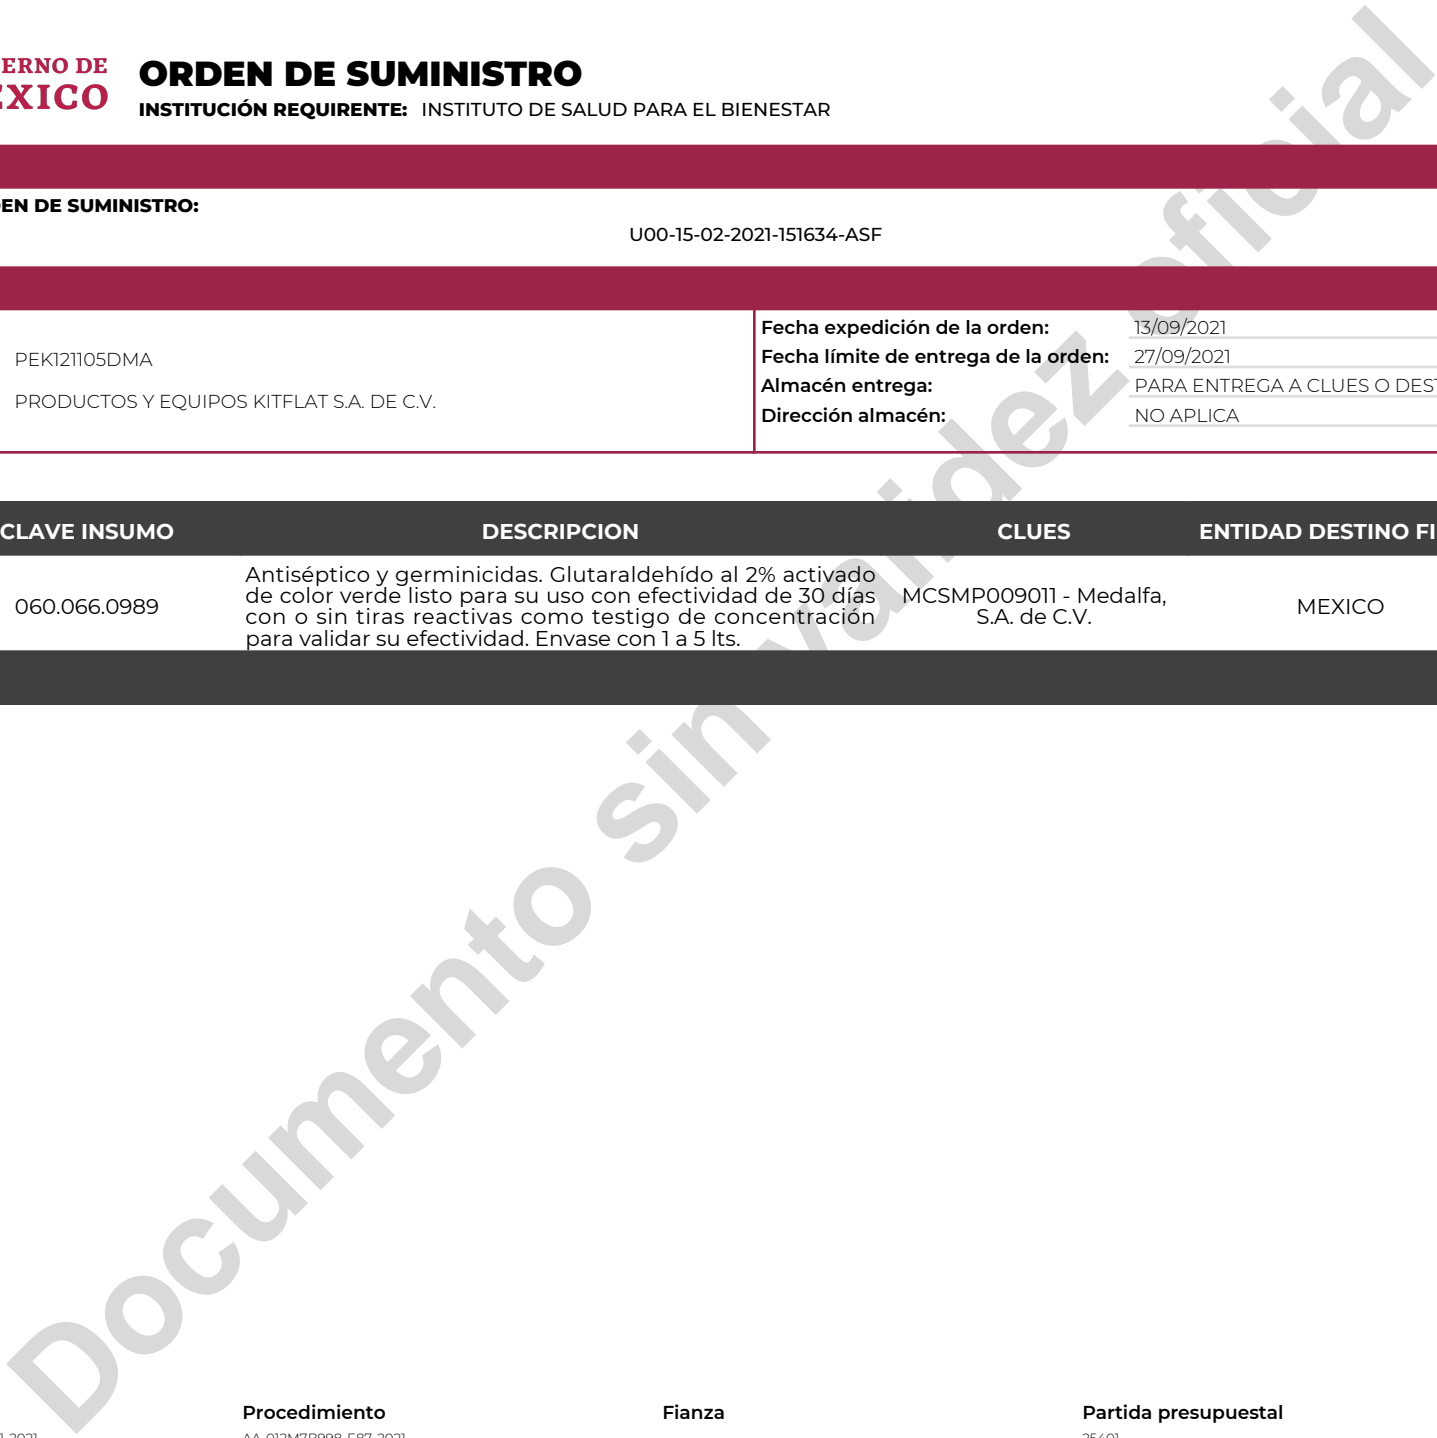 ERNO DE
EXICO
ORDEN DE SUMINISTRO
INSTITUCIÓN REQUIRENTE: INSTITUTO DE SALUD PARA EL BIENESTAR
EN DE SUMINISTRO:
U00-15-02-2021-151634-ASF
PEK121105DMA
PRODUCTOS Y EQUIPOS KITFLAT S.A. DE C.V.
Fecha expedición de la orden: 13/09/2021
Fecha límite de entrega de la orden: 27/09/2021
Almacén entrega: PARA ENTREGA A CLUES O DEST
Dirección almacén: NO APLICA
CLAVE INSUMO DESCRIPCION CLUES ENTIDAD DESTINO FI
060.066.0989
Antiséptico y germinicidas. Glutaraldehído al 2% activado
de color verde listo para su uso con efectividad de 30 días
con o sin tiras reactivas como testigo de concentración
para validar su efectividad. Envase con 1 a 5 lts.
MCSMP009011 - Medalfa,
S.A. de C.V.
MEXICO
Documento sin validez oficial
Procedimiento Fianza Partida presupuestal